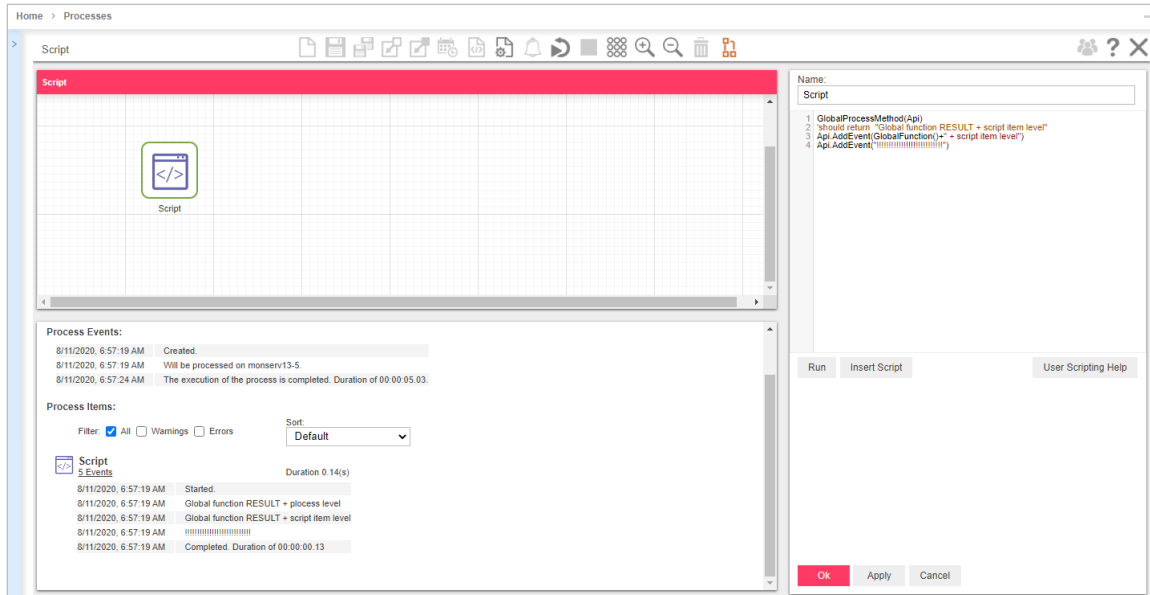 Home > Processes
>
Script
?
Script
Script
Process Events:
8/11/2020, 6:57:19 AM Created.
8/11/2020, 6:57:19 AM Will be processed on monserv13-5.
8/11/2020, 6:57:24 AM The execution of the process is completed. Duration of 00:00:05.03.
Process Items:
Filter: All Warnings Errors
Sort:
Default
Script
5 Events Duration 0.14(s)
8/11/2020, 6:57:19 AM Started.
8/11/2020, 6:57:19 AM Global function RESULT + plocess level
8/11/2020, 6:57:19 AM Global function RESULT + script item level
8/11/2020, 6:57:19 AM !!!!!!!!!!!!!!!!!!!!!!!!!!
8/11/2020, 6:57:19 AM Completed. Duration of 00:00:00.13
Name:
Script
1 GlobalProcessMethod(Api)
2 'should return "Global function RESULT + script item level"
3 Api.AddEvent(GlobalFunction()+" + script item level")
4 Api.AddEvent("!!!!!!!!!!!!!!!!!!!!!!!!!!")
Run Insert Script User Scripting Help
Ok Apply Cancel